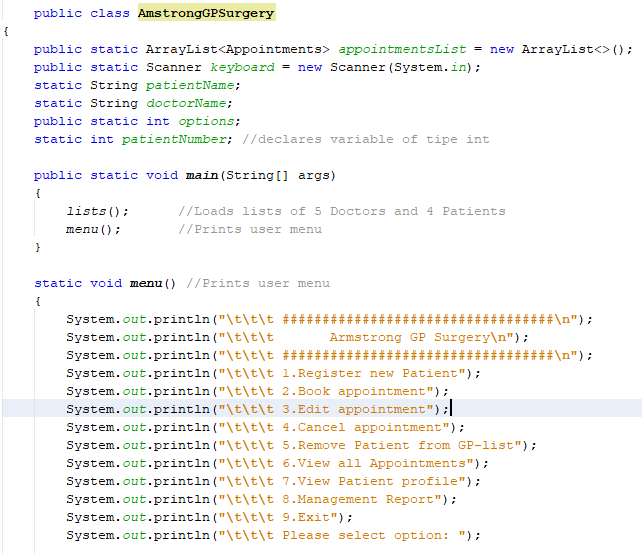 public class AmstrongGPSurgery
{
public static ArrayList<Appointments> appointmentsList = new ArrayList<>();
public static Scanner keyboard = new Scanner(System.in);
static String patientName;
static String doctorName;
public static int options;
static int patientNumber; //declares variable of tipe int
public static void main(String[] args)
{
lists();      //Loads lists of 5 Doctors and 4 Patients
menu();       //Prints user menu
}
static void menu() //Prints user menu
{
System.out.println("\t\t\t ##################################\n");
System.out.println("\t\t\t       Armstrong GP Surgery\n");
System.out.println("\t\t\t ##################################\n");
System.out.println("\t\t\t 1.Register new Patient");
System.out.println("\t\t\t 2.Book appointment");
System.out.println("\t\t\t 3.Edit appointment");
System.out.println("\t\t\t 4.Cancel appointment");
System.out.println("\t\t\t 5.Remove Patient from GP-list");
System.out.println("\t\t\t 6.View all Appointments");
System.out.println("\t\t\t 7.View Patient profile");
System.out.println("\t\t\t 8.Management Report");
System.out.println("\t\t\t 9.Exit");
System.out.println("\t\t\t Please select option: ");